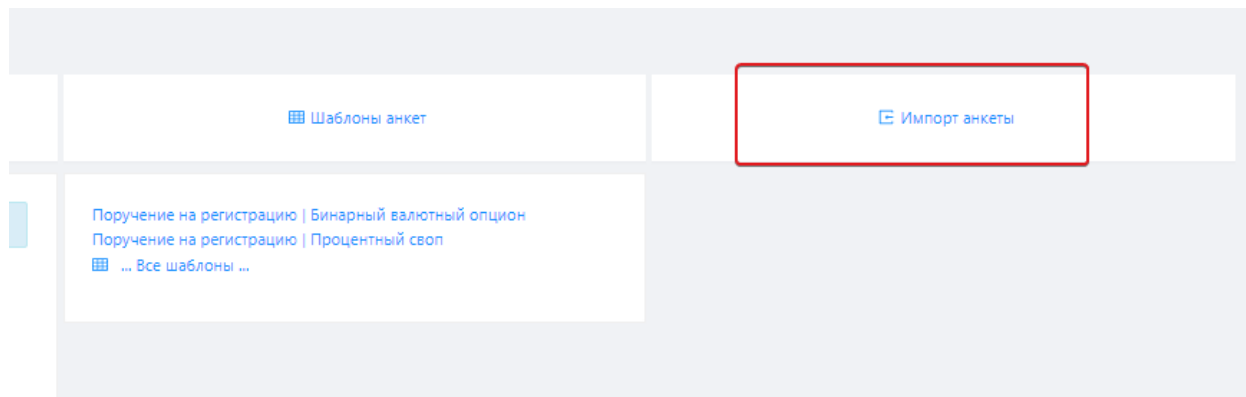 Шаблоны анкет
Импорт анкеты
Поручение на регистрацию | Бинарный валютный опцион
Поручение на регистрацию | Процентный своп
... Все шаблоны ...